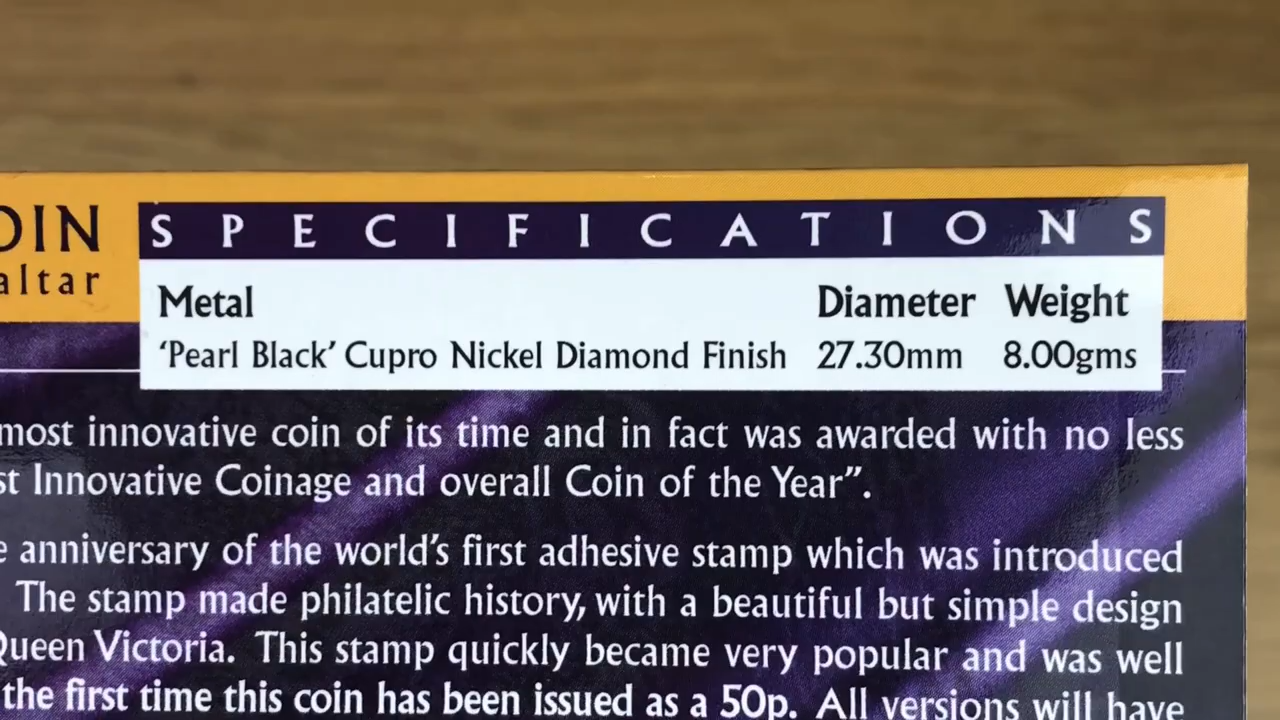 OIN
altar
SPECIFICATIONS
Metal Diameter Weight
‘Pearl Black’ Cupro Nickel Diamond Finish 27.30mm 8.00gms
most innovative coin of its time and in fact was awarded with no less
st Innovative Coinage and overall Coin of the Year”.
e anniversary of the world’s first adhesive stamp which was introduced
The stamp made philatelic history, with a beautiful but simple design
Queen Victoria. This stamp quickly became very popular and was well
the first time this coin has been issued as a 50p. All versions will have